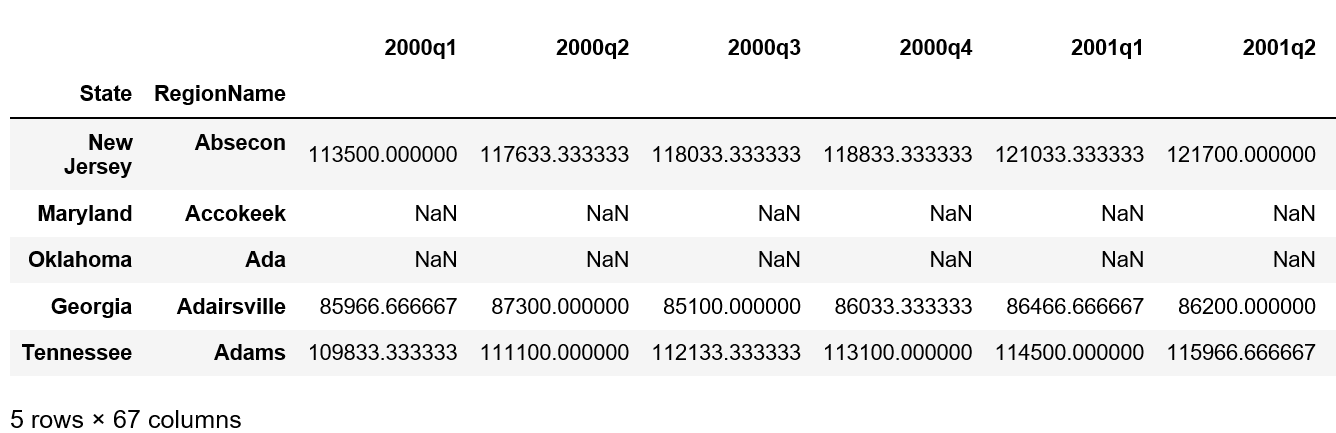 2000q1 2000q2 2000q3 2000q4 2001q1 2001q2
State RegionName
New Jersey Absecon 113500.000000 117633.333333 118033.333333 118833.333333 121033.333333 121700.000000
Maryland Accokeek NaN NaN NaN NaN NaN NaN
Oklahoma Ada NaN NaN NaN NaN NaN NaN
Georgia Adairsville 85966.666667 87300.000000 85100.000000 86033.333333 86466.666667 86200.000000
Tennessee Adams 109833.333333 111100.000000 112133.333333 113100.000000 114500.000000 115966.666667
5 rows × 67 columns